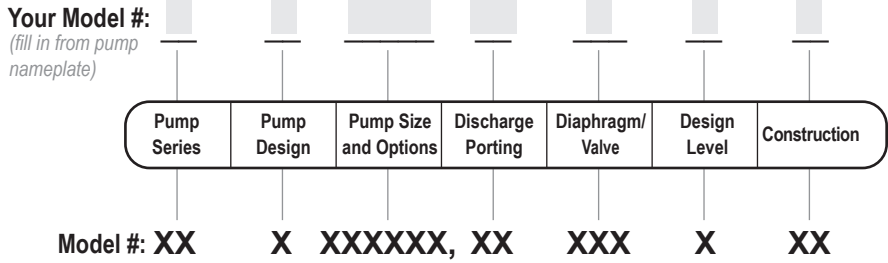 Your Model #:
(fill in from pump
nameplate)
Pump Series
Pump Design
Pump Size and Options
Discharge Porting
Diaphragm/ Valve
Design Level
Construction
Model #: XX X XXXXXX, XX XXX X XX